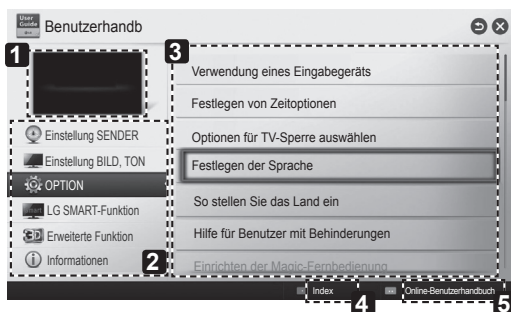 User Guide
Benutzerhandb
1
3
Verwendung eines Eingabegeräts
Festlegen von Zeitoptionen
Optionen für TV-Sperre auswählen
Festlegen der Sprache
So stellen Sie das Land ein
Hilfe für Benutzer mit Behinderungen
Einrichten der Magic-Fernbedienung
Einstellung SENDER
Einstellung BILD, TON
OPTION
smart LG SMART-Funktion
3D Erweiterte Funktion
i Informationen
2
Index
4
Online-Benutzerhandbuch
5